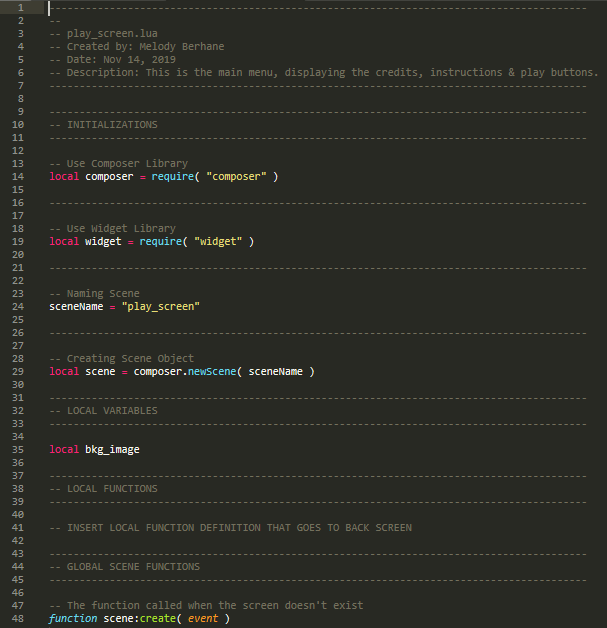 1 -----------------------------------------------------------------------------------------
2 --
3 -- play_screen.lua
4 -- Created by: Melody Berhane
5 -- Date: Nov 14, 2019
6 -- Description: This is the main menu, displaying the credits, instructions & play buttons.
7 -----------------------------------------------------------------------------------------
8
9 -----------------------------------------------------------------------------------------
10 -- INITIALIZATIONS
11 -----------------------------------------------------------------------------------------
12
13 -- Use Composer Library
14 local composer = require( "composer" )
15
16 -----------------------------------------------------------------------------------------
17
18 -- Use Widget Library
19 local widget = require( "widget" )
20
21 -----------------------------------------------------------------------------------------
22
23 -- Naming Scene
24 sceneName = "play_screen"
25
26 -----------------------------------------------------------------------------------------
27
28 -- Creating Scene Object
29 local scene = composer.newScene( sceneName )
30
31 -----------------------------------------------------------------------------------------
32 -- LOCAL VARIABLES
33 -----------------------------------------------------------------------------------------
34
35 local bkg_image
36
37 -----------------------------------------------------------------------------------------
38 -- LOCAL FUNCTIONS
39 -----------------------------------------------------------------------------------------
40
41 -- INSERT LOCAL FUNCTION DEFINITION THAT GOES TO BACK SCREEN
42
43 -----------------------------------------------------------------------------------------
44 -- GLOBAL SCENE FUNCTIONS
45 -----------------------------------------------------------------------------------------
46
47 -- The function called when the screen doesn't exist
48 function scene:create( event )